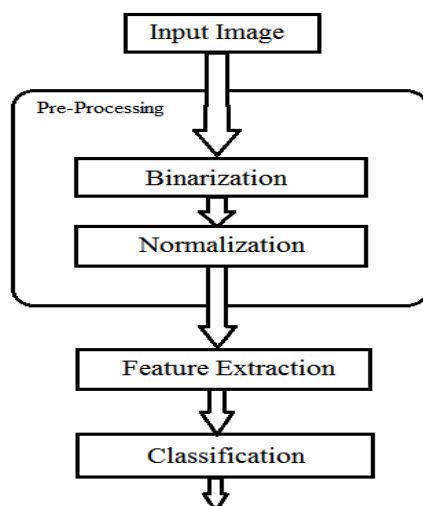 Input Image
Pre-Processing
Binarization
Normalization
Feature Extraction
Classification